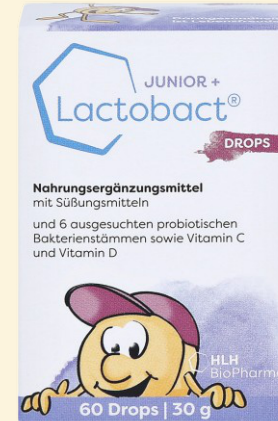 JUNIOR +
Lactobact®
DROPS
Nahrungsergänzungsmittel
mit Süßungsmitteln
und 6 ausgesuchten probiotischen
Bakterienstämmen sowie Vitamin C
und Vitamin D
HLH
BioPharma
60 Drops | 30 g